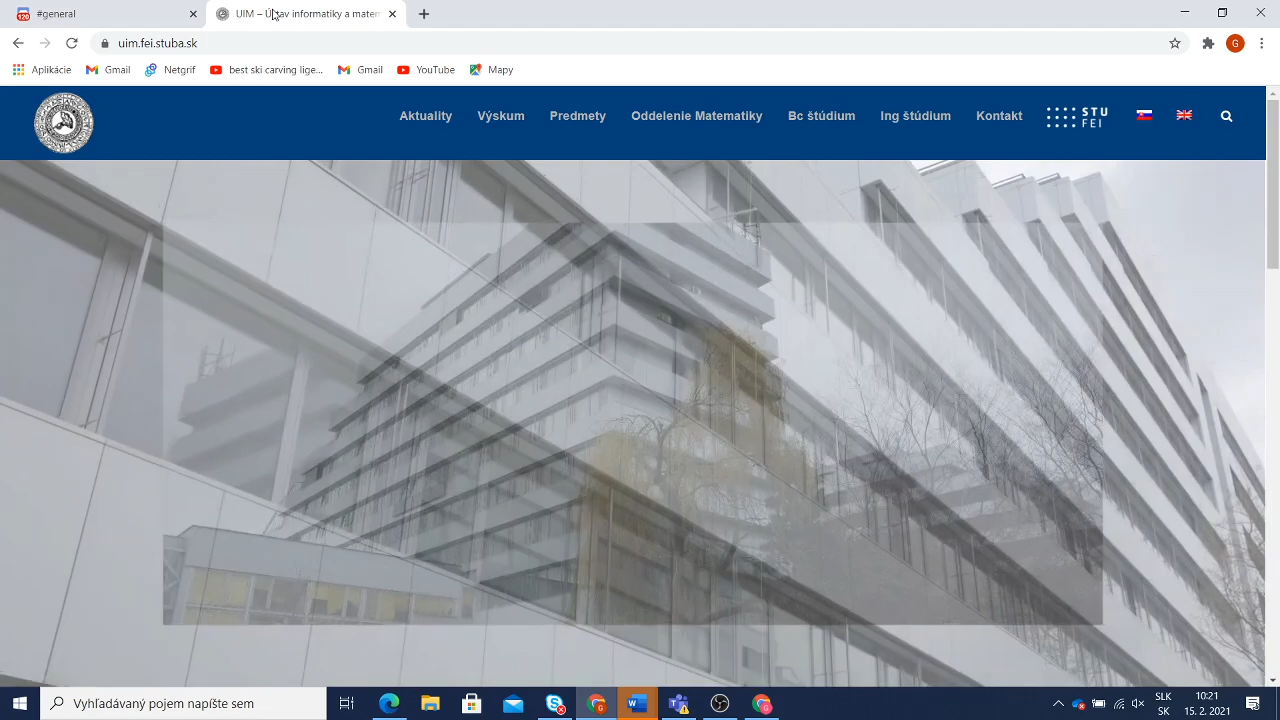 120
#general
UIM – Ústav informatiky a matem
uim.fei.stuba.sk
G
Aplikácie
Gmail
Netgrif
best ski carving lige...
Gmail
YouTube
Mapy
Aktuality
Výskum
Predmety
Oddelenie Matematiky
Bc štúdium
Ing štúdium
Kontakt
STU
FEI
Vyhľadávaný pojem napíšte sem
SLK
SK
10:21
15. 2. 2021